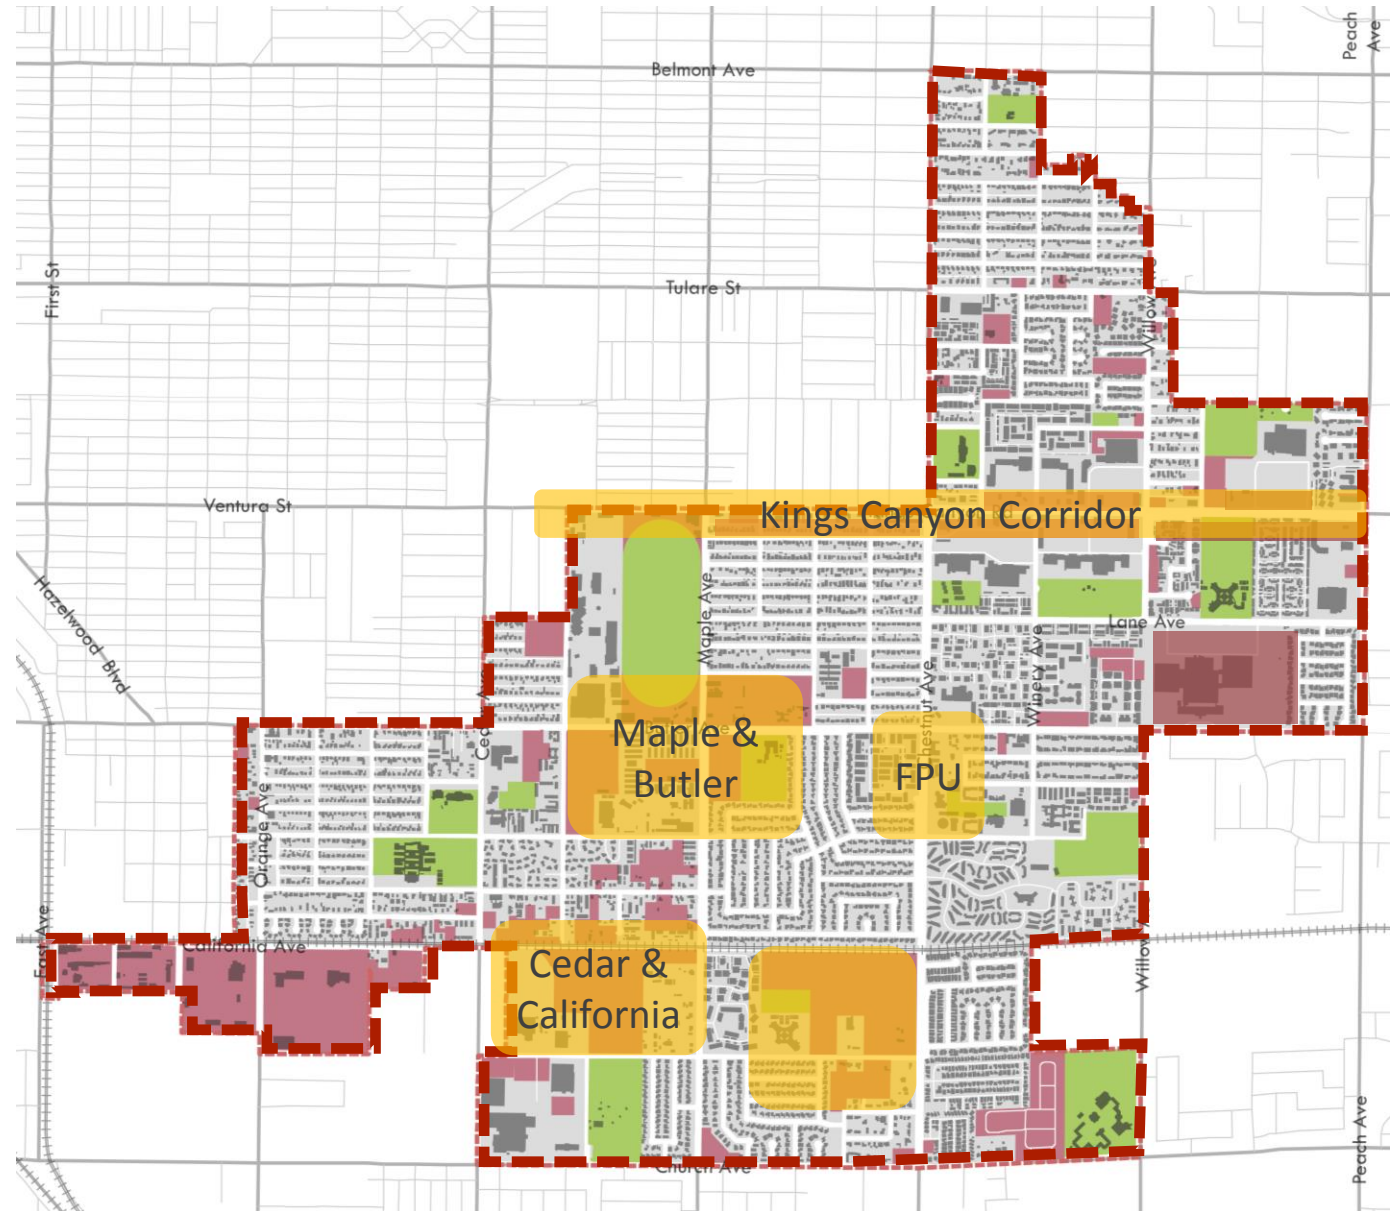 Peach
Ave
Belmont Ave
First St
Tulare St
Willow
Ventura St
Kings Canyon Corridor
Hazelwood Blvd
Maple Ave
Lane Ave
Winery Ave
Maple &
Butler
FPU
Orange Ave
East Ave
California Ave
Cedar &
California
Willow
Church Ave
Peach Ave